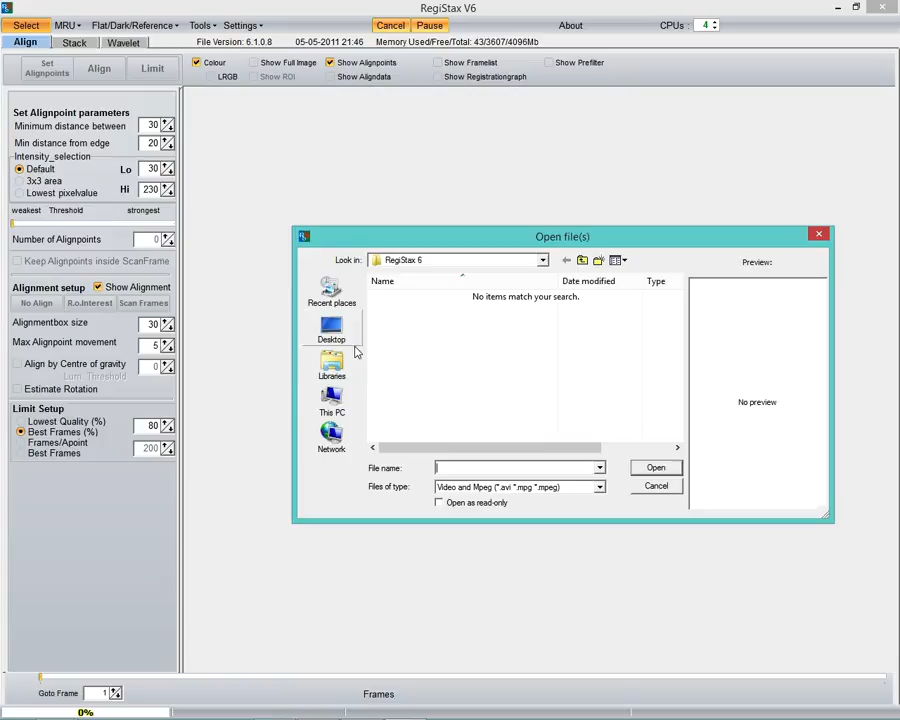 RegiStax V6
Select MRU Flat/Dark/Reference Tools Settings Cancel Pause About CPUs: 4
Align Stack Wavelet File Version: 6.1.0.8 05-05-2011 21:46 Memory Used/Free/Total: 43/3607/4096Mb
Set Alignpoints Align Limit
Colour Show Full Image Show Alignpoints Show Framelist Show Prefilter
LRGB Show ROI Show Aligndata Show Registrationgraph
Set Alignpoint parameters
Minimum distance between 30
Min distance from edge 20
Intensity_selection
Default Lo 30
3x3 area
Lowest pixelvalue Hi 230
weakest Threshold strongest
Number of Alignpoints 0
Keep Alignpoints inside ScanFrame
Alignment setup Show Alignment
No Align R.o.Interest Scan Frames
Alignmentbox size 30
Max Alignpoint movement 5
Align by Centre of gravity 0
Lum Threshold
Estimate Rotation
Limit Setup
Lowest Quality (%)
Best Frames (%) 80
Frames/Apoint
Best Frames 200
Open file(s)
Look in: RegiStax 6
Preview:
Name Date modified Type
No items match your search.
Recent places
Desktop
Libraries
This PC
Network
No preview
File name: Open
Files of type: Video and Mpeg (*.avi *.mpg *.mpeg) Cancel
Open as read-only
Goto Frame 1 Frames
0%